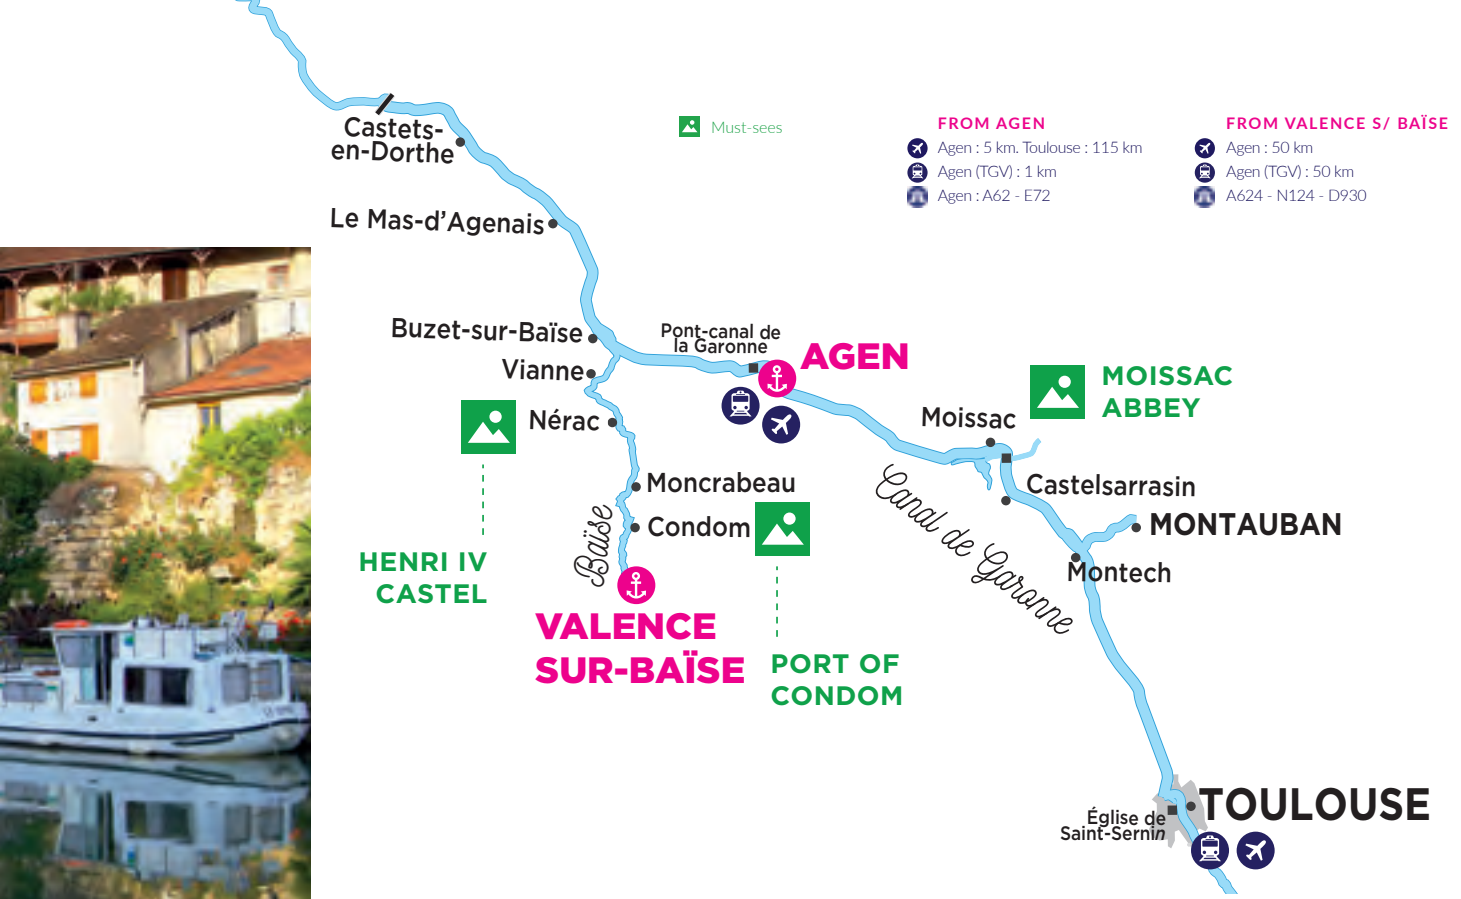 Must-sees
FROM AGEN
Agen : 5 km. Toulouse : 115 km
Agen (TGV) : 1 km
Agen : A62 - E72
FROM VALENCE S/ BAÏSE
Agen : 50 km
Agen (TGV) : 50 km
A624 - N124 - D930
Castets-
en-Dorthe
Le Mas-d’Agenais
Buzet-sur-Baïse
Vianne
Nérac
Pont-canal de
la Garonne
AGEN
Moissac
MOISSAC
ABBEY
Moncrabeau
Castelsarrasin
Condom
MONTAUBAN
Baïse
Canal de Garonne
HENRI IV
CASTEL
Montech
VALENCE
SUR-BAÏSE
PORT OF
CONDOM
TOULOUSE
Église de
Saint-Sernin